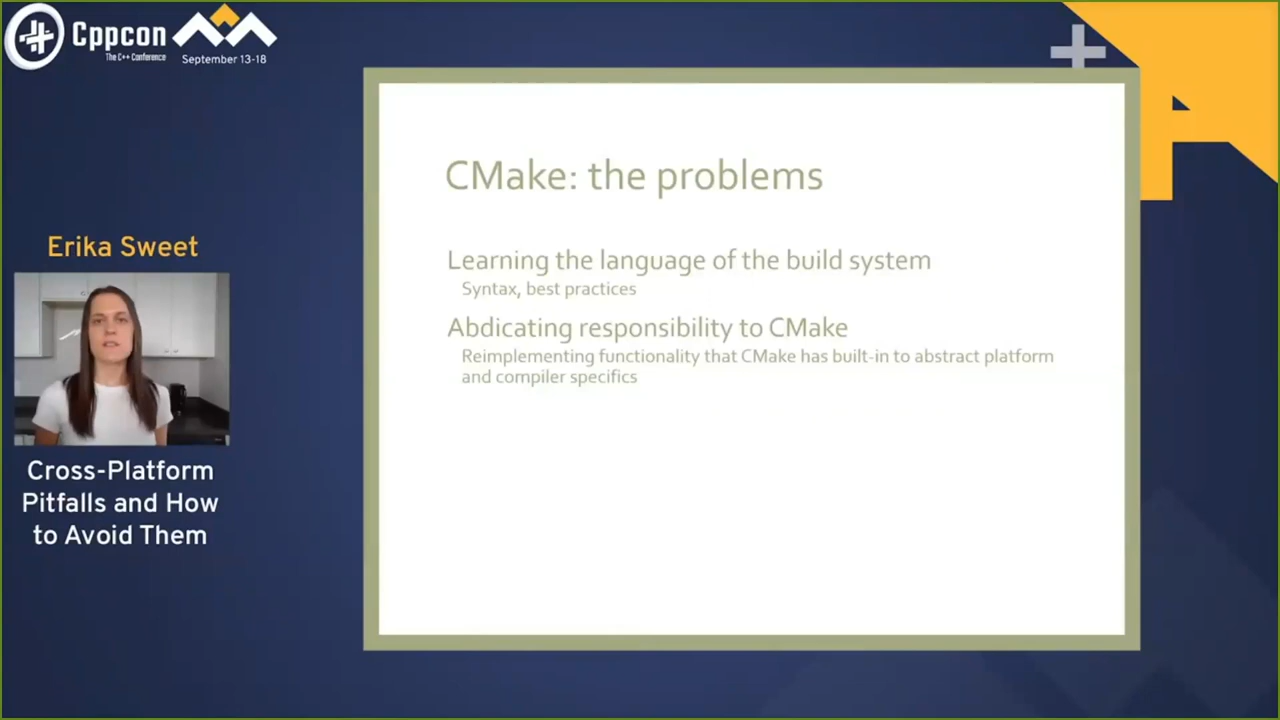 Cppcon
The C++ Conference
September 13-18
Erika Sweet
Cross-Platform
Pitfalls and How
to Avoid Them
CMake: the problems
Learning the language of the build system
Syntax, best practices
Abdicating responsibility to CMake
Reimplementing functionality that CMake has built-in to abstract platform
and compiler specifics